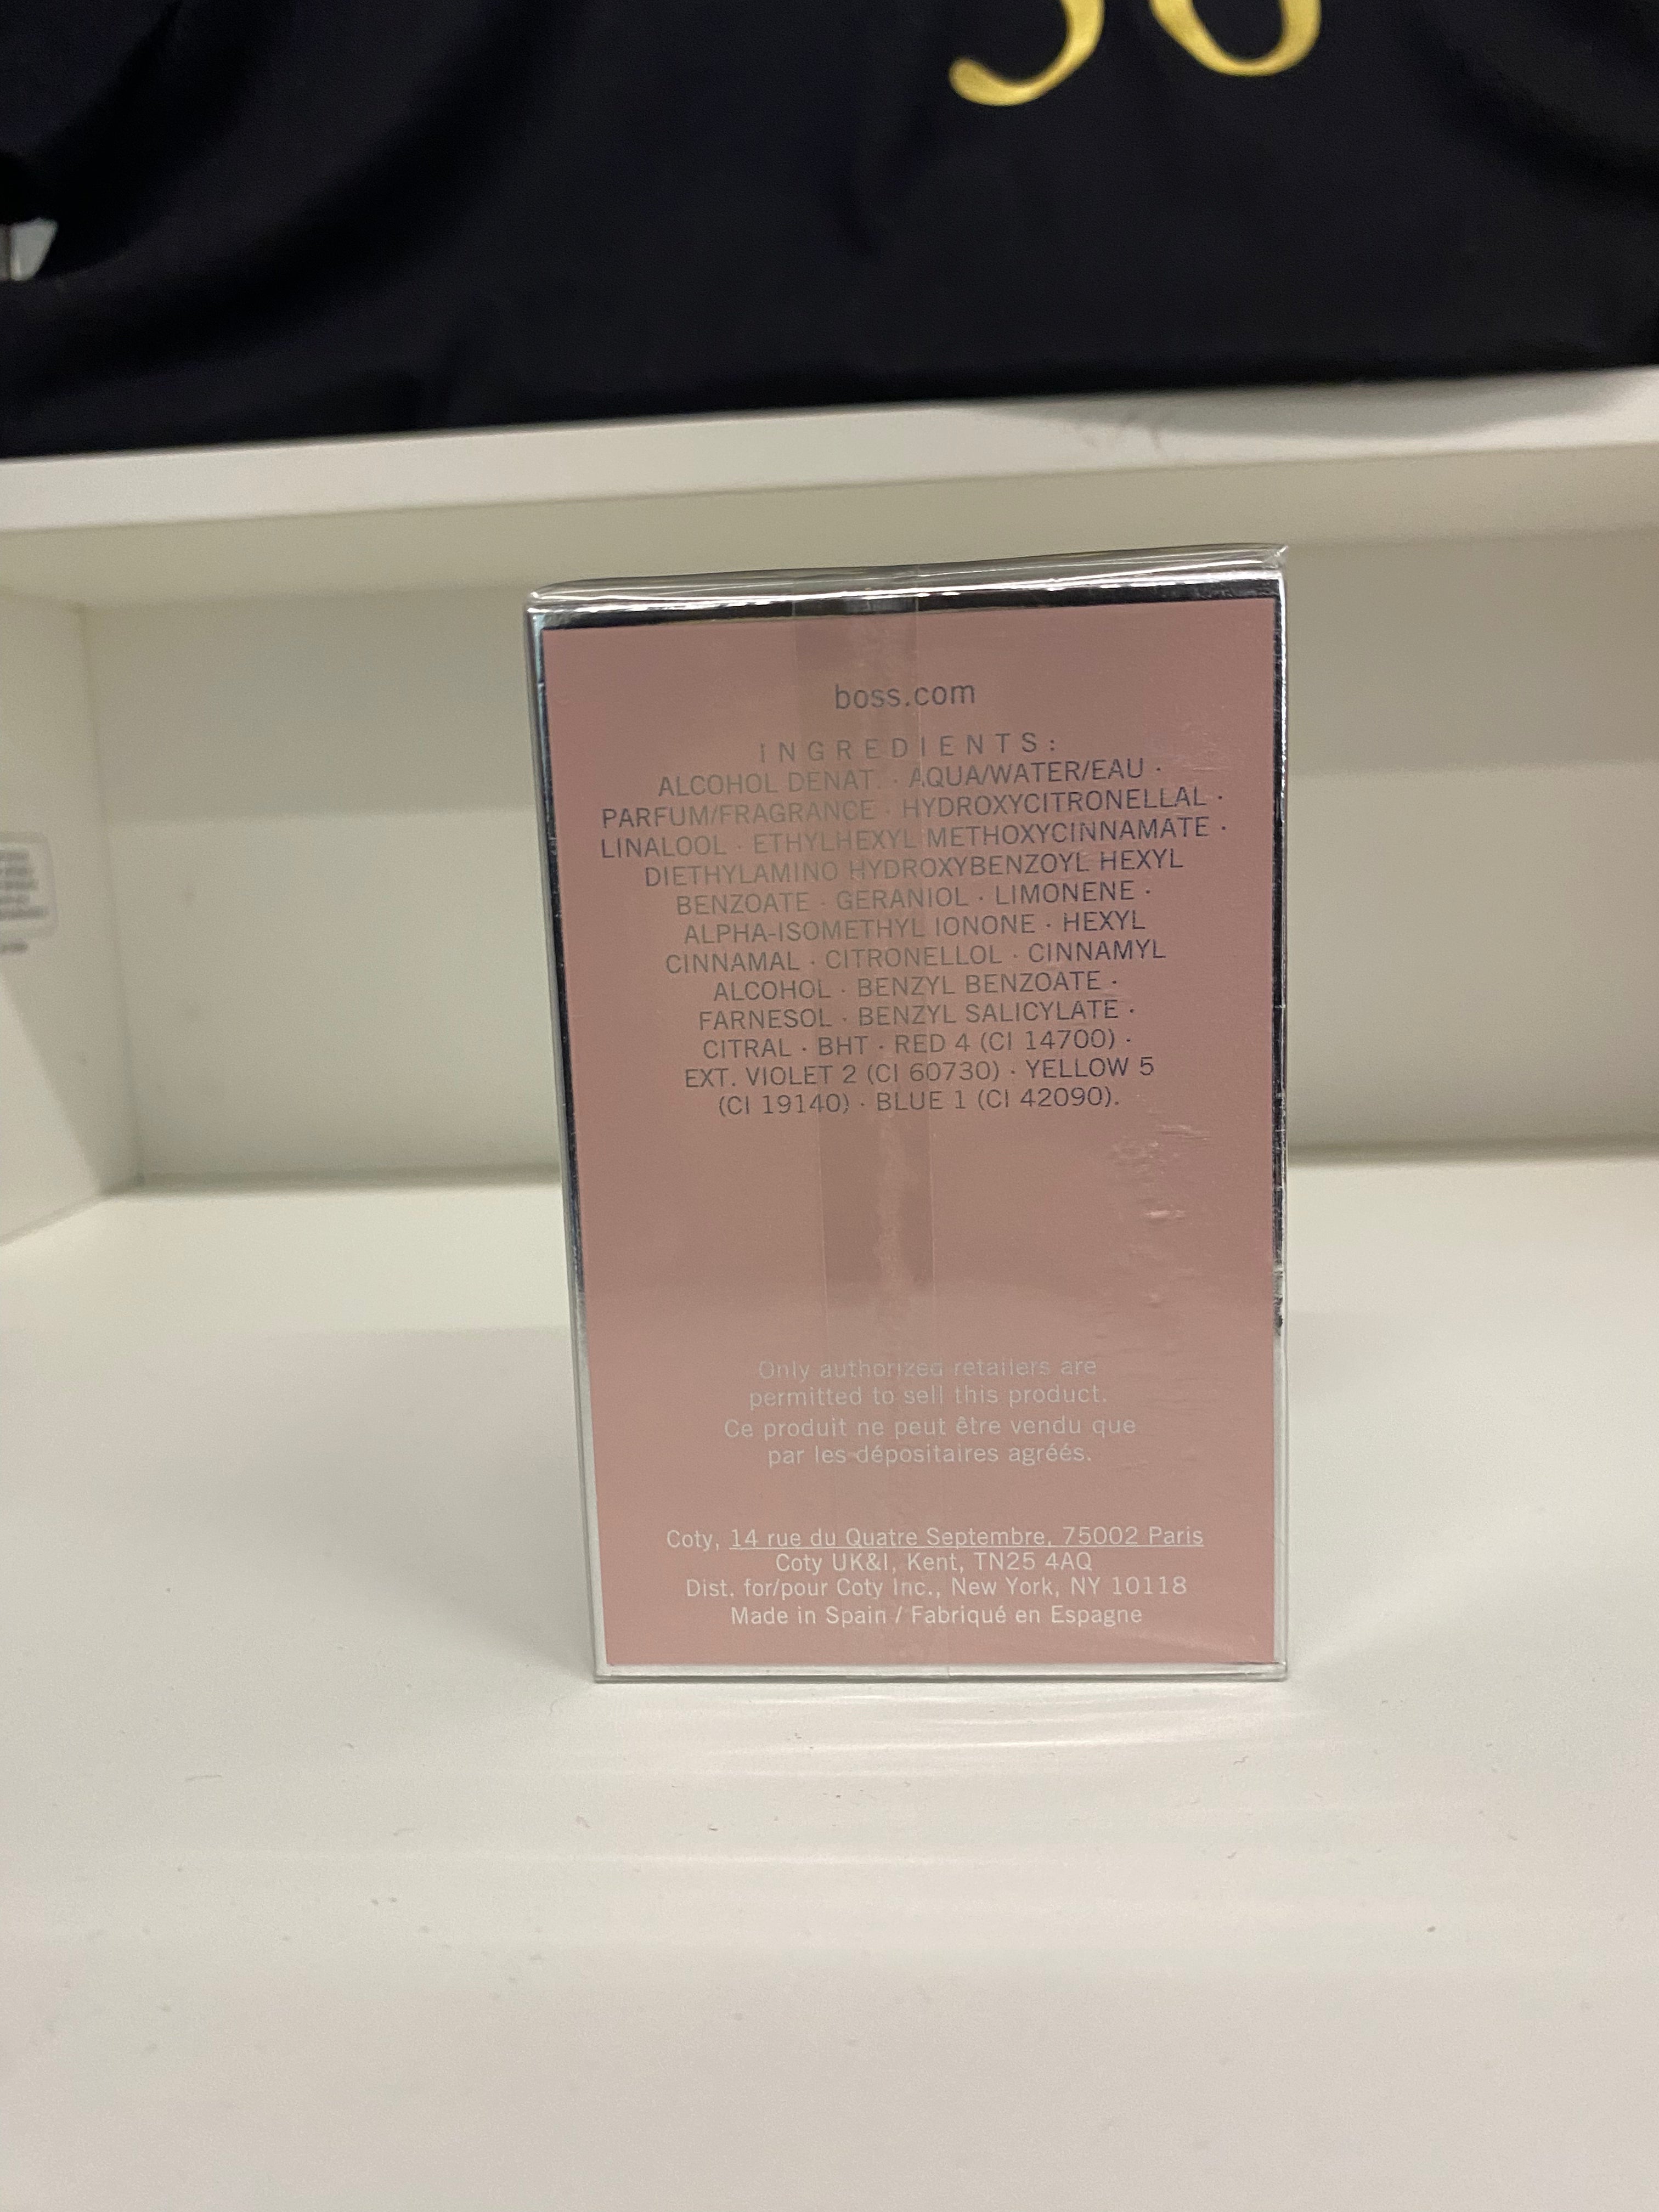 boss.com
INGREDIENTS:
ALCOHOL DENAT. · AQUA/WATER/EAU ·
PARFUM/FRAGRANCE · HYDROXYCITRONELLAL ·
LINALOOL · ETHYLHEXYL METHOXYCINNAMATE ·
DIETHYLAMINO HYDROXYBENZOYL HEXYL
BENZOATE · GERANIOL · LIMONENE ·
ALPHA-ISOMETHYL IONONE · HEXYL
CINNAMAL · CITRONELLOL · CINNAMYL
ALCOHOL · BENZYL BENZOATE ·
FARNESOL · BENZYL SALICYLATE ·
CITRAL · BHT · RED 4 (CI 14700) ·
EXT. VIOLET 2 (CI 60730) · YELLOW 5
(CI 19140) · BLUE 1 (CI 42090).
Only authorized retailers are
permitted to sell this product.
Ce produit ne peut être vendu que
par les dépositaires agréés.
Coty, 14 rue du Quatre Septembre, 75002 Paris
Coty UK&I, Kent, TN25 4AQ
Dist. for/pour Coty Inc., New York, NY 10118
Made in Spain / Fabriqué en Espagne